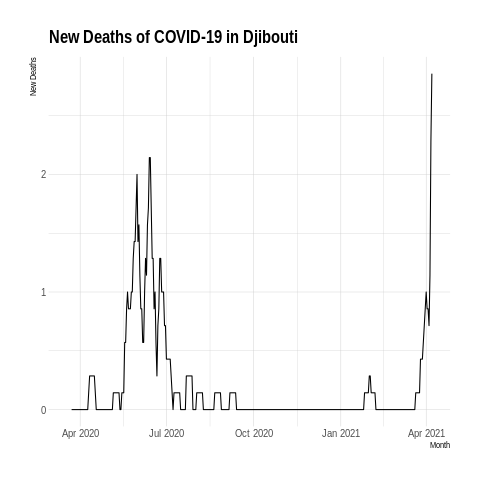 New Deaths of COVID-19 in Djibouti
New Deaths
2
1
0
Apr 2020 Jul 2020 Oct 2020 Jan 2021 Apr 2021
Month